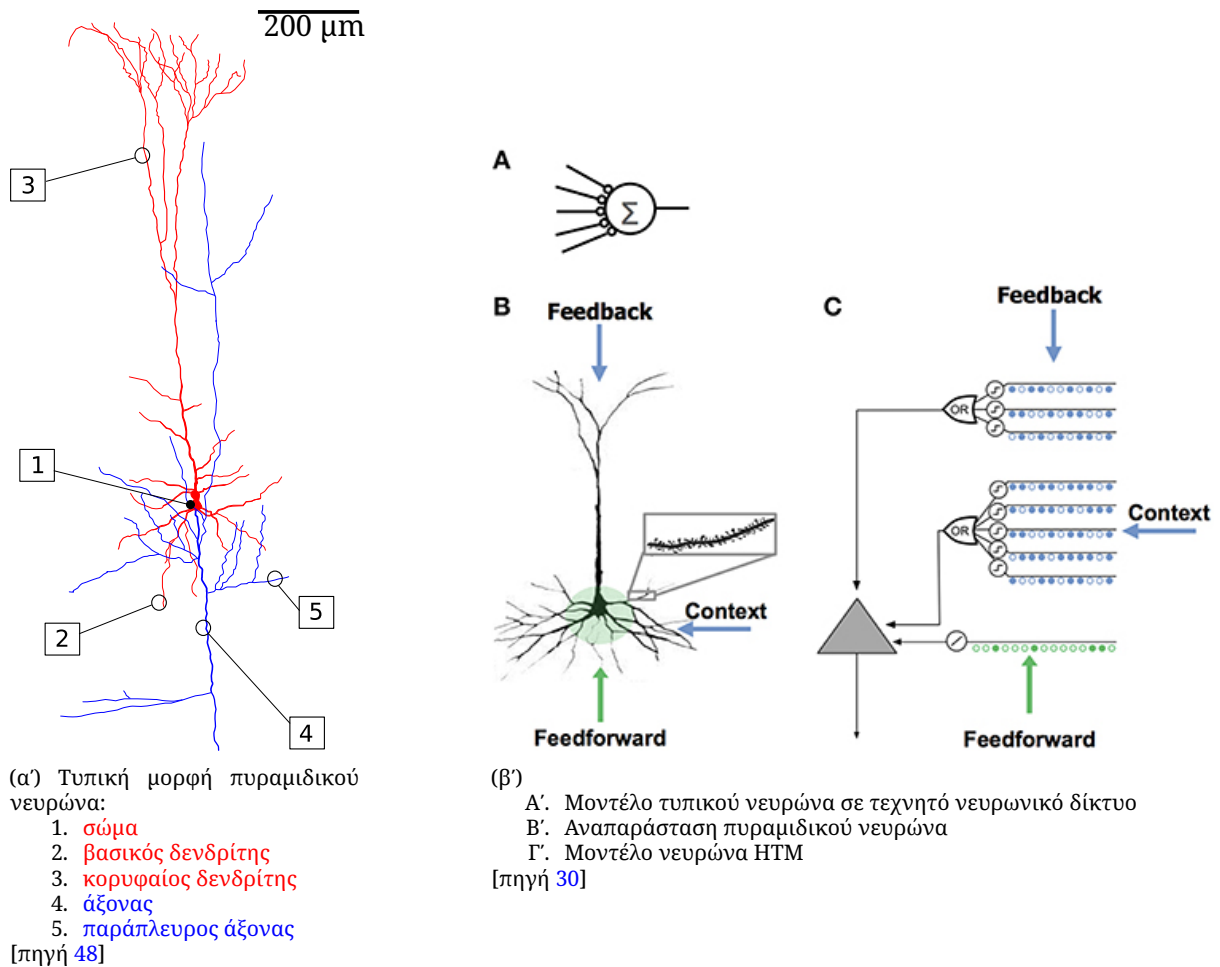 200 μm
3
1
2
5
4
(α′) Τυπική μορφή πυραμιδικού
νευρώνα:
1. σώμα
2. βασικός δενδρίτης
3. κορυφαίος δενδρίτης
4. άξονας
5. παράπλευρος άξονας
[πηγή 48]
A
Σ
B
Feedback
Context
Feedforward
C
Feedback
OR
OR
Context
Feedforward
(β′)
Α′. Μοντέλο τυπικού νευρώνα σε τεχνητό νευρωνικό δίκτυο
Β′. Αναπαράσταση πυραμιδικού νευρώνα
Γ′. Μοντέλο νευρώνα HTM
[πηγή 30]